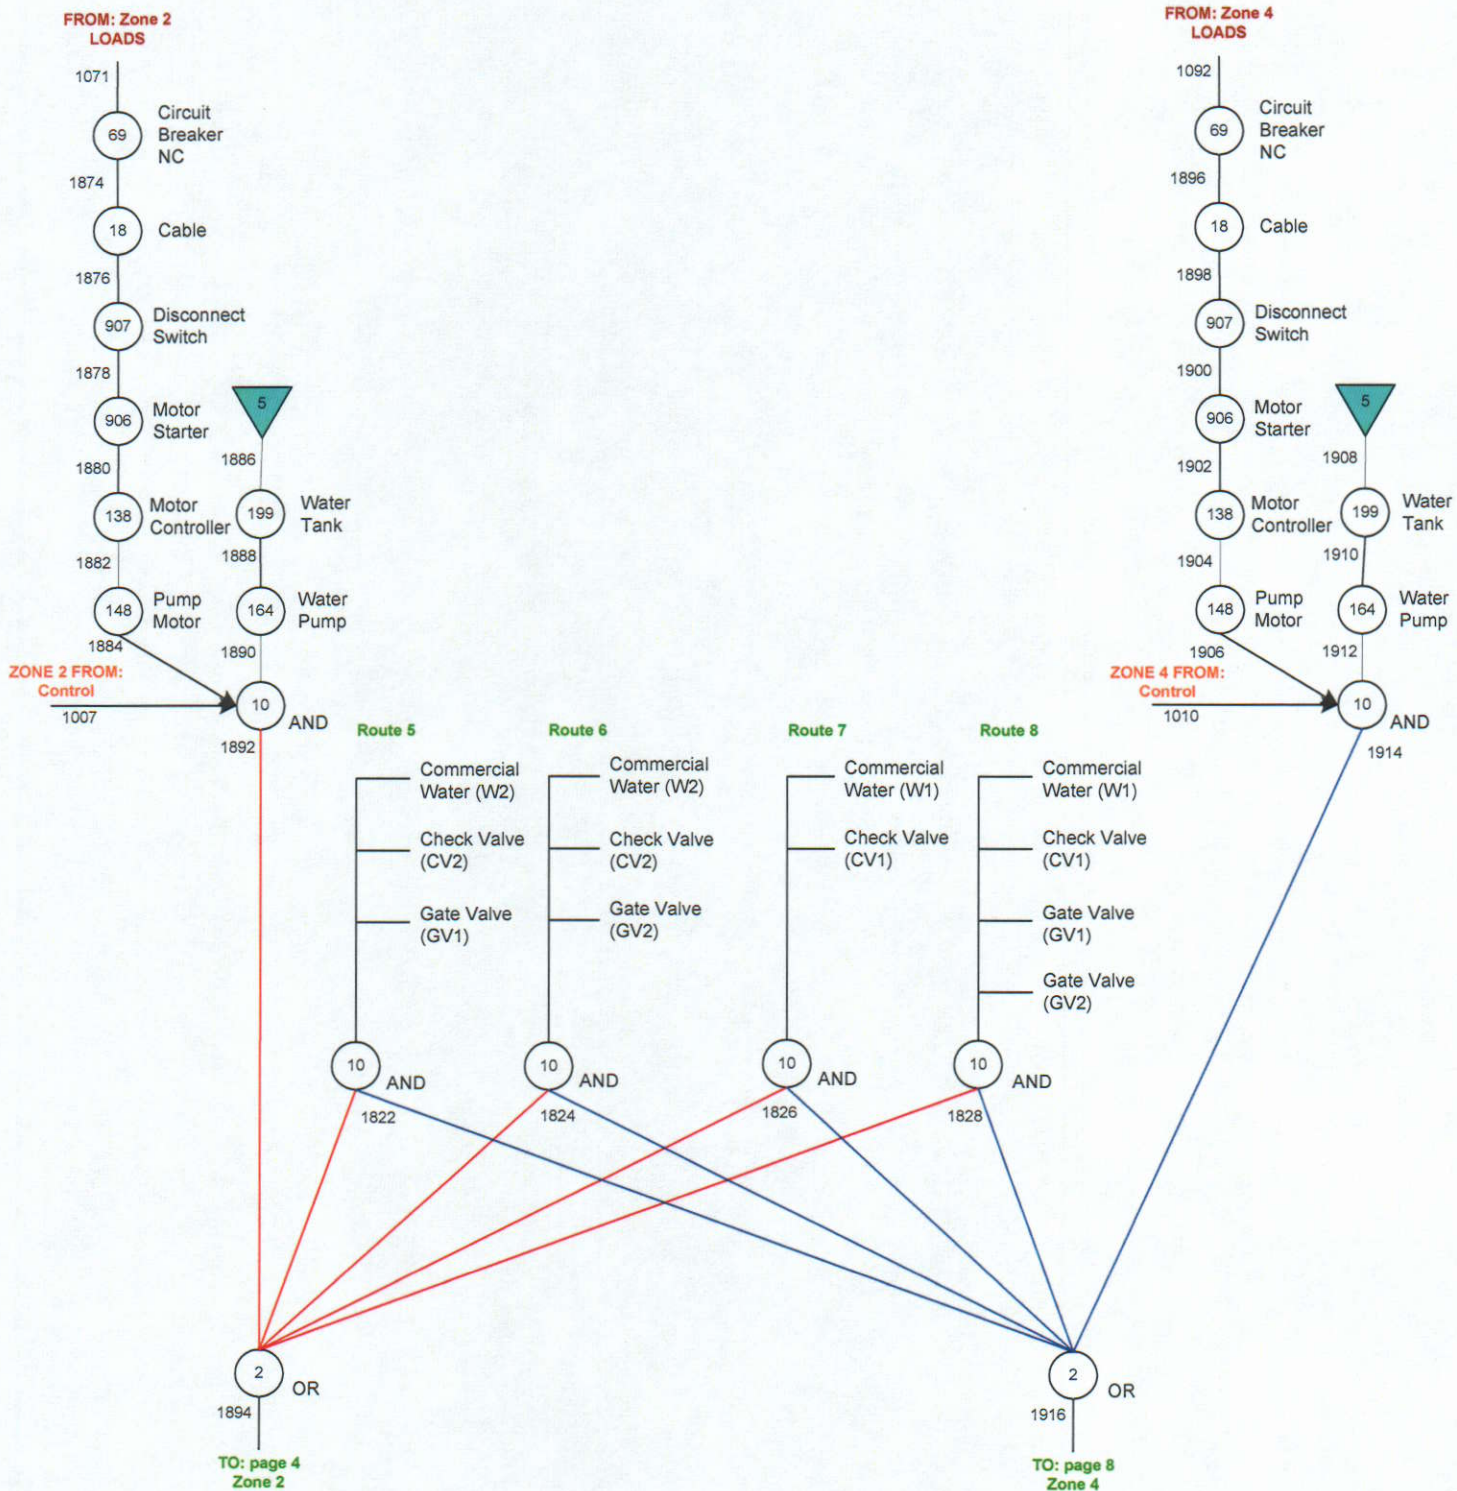 FROM: Zone 2
LOADS
1071
69
Circuit
Breaker
NC
1874
18
Cable
1876
907
Disconnect
Switch
1878
906
Motor
Starter
5
1880
1886
138
Motor
Controller
199
Water
Tank
1882
1888
148
Pump
Motor
164
Water
Pump
1884
1890
ZONE 2 FROM:
Control
1007
10
AND
1892
FROM: Zone 4
LOADS
1092
69
Circuit
Breaker
NC
1896
18
Cable
1898
907
Disconnect
Switch
1900
906
Motor
Starter
5
1902
1908
138
Motor
Controller
199
Water
Tank
1904
1910
148
Pump
Motor
164
Water
Pump
1906
1912
ZONE 4 FROM:
Control
1010
10
AND
1914
Route 5
Commercial
Water (W2)
Check Valve
(CV2)
Gate Valve
(GV1)
10
AND
1822
Route 6
Commercial
Water (W2)
Check Valve
(CV2)
Gate Valve
(GV2)
10
AND
1824
Route 7
Commercial
Water (W1)
Check Valve
(CV1)
10
AND
1826
Route 8
Commercial
Water (W1)
Check Valve
(CV1)
Gate Valve
(GV1)
Gate Valve
(GV2)
10
AND
1828
2
OR
1894
TO: page 4
Zone 2
2
OR
1916
TO: page 8
Zone 4